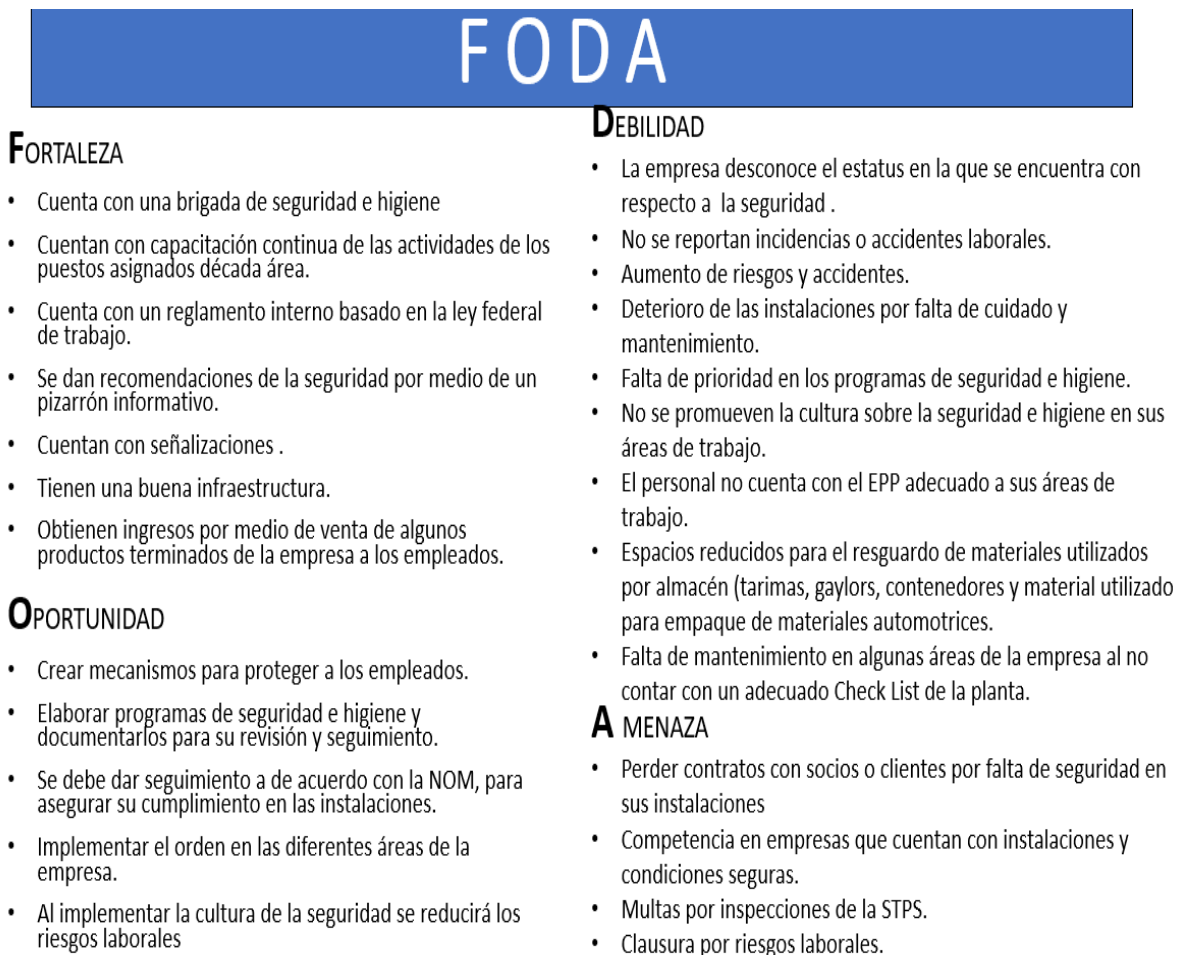 FODA
FORTALEZA
• Cuenta con una brigada de seguridad e higiene
• Cuentan con capacitación continua de las actividades de los
puestos asignados década área.
• Cuenta con un reglamento interno basado en la ley federal
de trabajo.
• Se dan recomendaciones de la seguridad por medio de un
pizarrón informativo.
• Cuentan con señalizaciones .
• Tienen una buena infraestructura.
• Obtienen ingresos por medio de venta de algunos
productos terminados de la empresa a los empleados.
OPORTUNIDAD
• Crear mecanismos para proteger a los empleados.
• Elaborar programas de seguridad e higiene y
documentarlos para su revisión y seguimiento.
• Se debe dar seguimiento a de acuerdo con la NOM, para
asegurar su cumplimiento en las instalaciones.
• Implementar el orden en las diferentes áreas de la
empresa.
• Al implementar la cultura de la seguridad se reducirá los
riesgos laborales
DEBILIDAD
• La empresa desconoce el estatus en la que se encuentra con
respecto a la seguridad .
• No se reportan incidencias o accidentes laborales.
• Aumento de riesgos y accidentes.
• Deterioro de las instalaciones por falta de cuidado y
mantenimiento.
• Falta de prioridad en los programas de seguridad e higiene.
• No se promueven la cultura sobre la seguridad e higiene en sus
áreas de trabajo.
• El personal no cuenta con el EPP adecuado a sus áreas de
trabajo.
• Espacios reducidos para el resguardo de materiales utilizados
por almacén (tarimas, gaylors, contenedores y material utilizado
para empaque de materiales automotrices.
• Falta de mantenimiento en algunas áreas de la empresa al no
contar con un adecuado Check List de la planta.
A MENAZA
• Perder contratos con socios o clientes por falta de seguridad en
sus instalaciones
• Competencia en empresas que cuentan con instalaciones y
condiciones seguras.
• Multas por inspecciones de la STPS.
• Clausura por riesgos laborales.